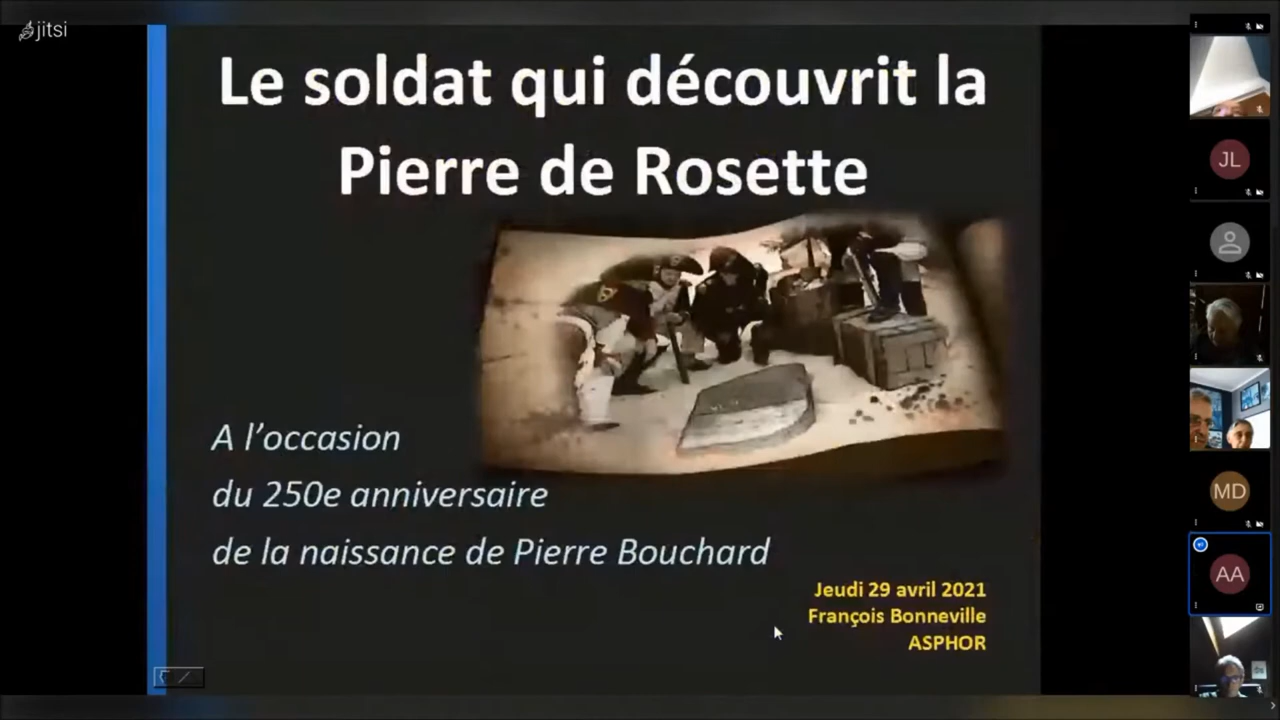 jitsi
Le soldat qui découvrit la
Pierre de Rosette
A l'occasion
du 250e anniversaire
de la naissance de Pierre Bouchard
Jeudi 29 avril 2021
François Bonneville
ASPHOR
JL
MD
AA